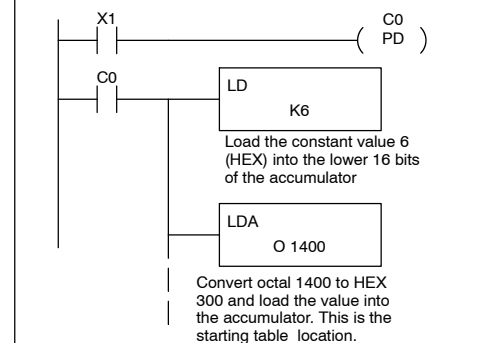 X1
C0
PD
C0
LD
K6
Load the constant value 6
(HEX) into the lower 16 bits
of the accumulator
LDA
O 1400
Convert octal 1400 to HEX
300 and load the value into
the accumulator. This is the
starting table location.